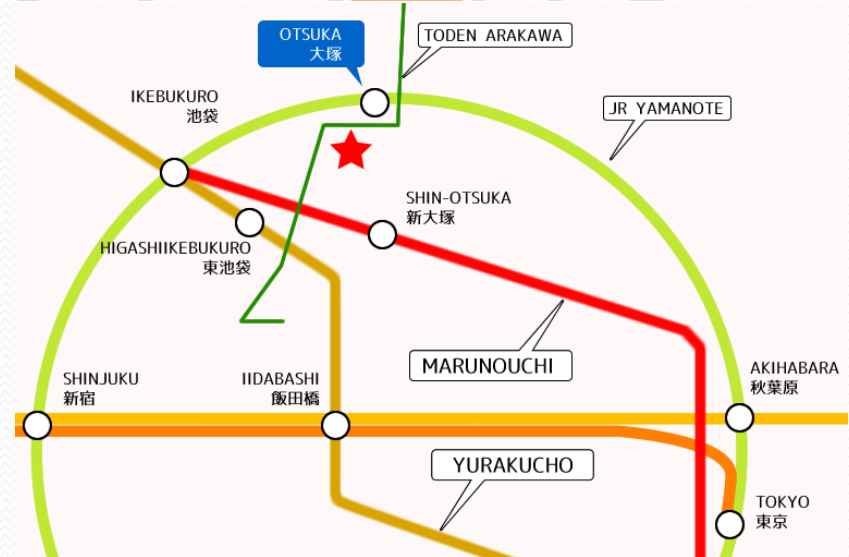 OTSUKA
大塚
TODEN ARAKAWA
IKEBUKURO
池袋
JR YAMANOTE
SHIN-OTSUKA
新大塚
HIGASHIIKEBUKURO
東池袋
MARUNOUCHI
SHINJUKU
新宿
IIDABASHI
飯田橋
AKIHABARA
秋葉原
YURAKUCHO
TOKYO
東京